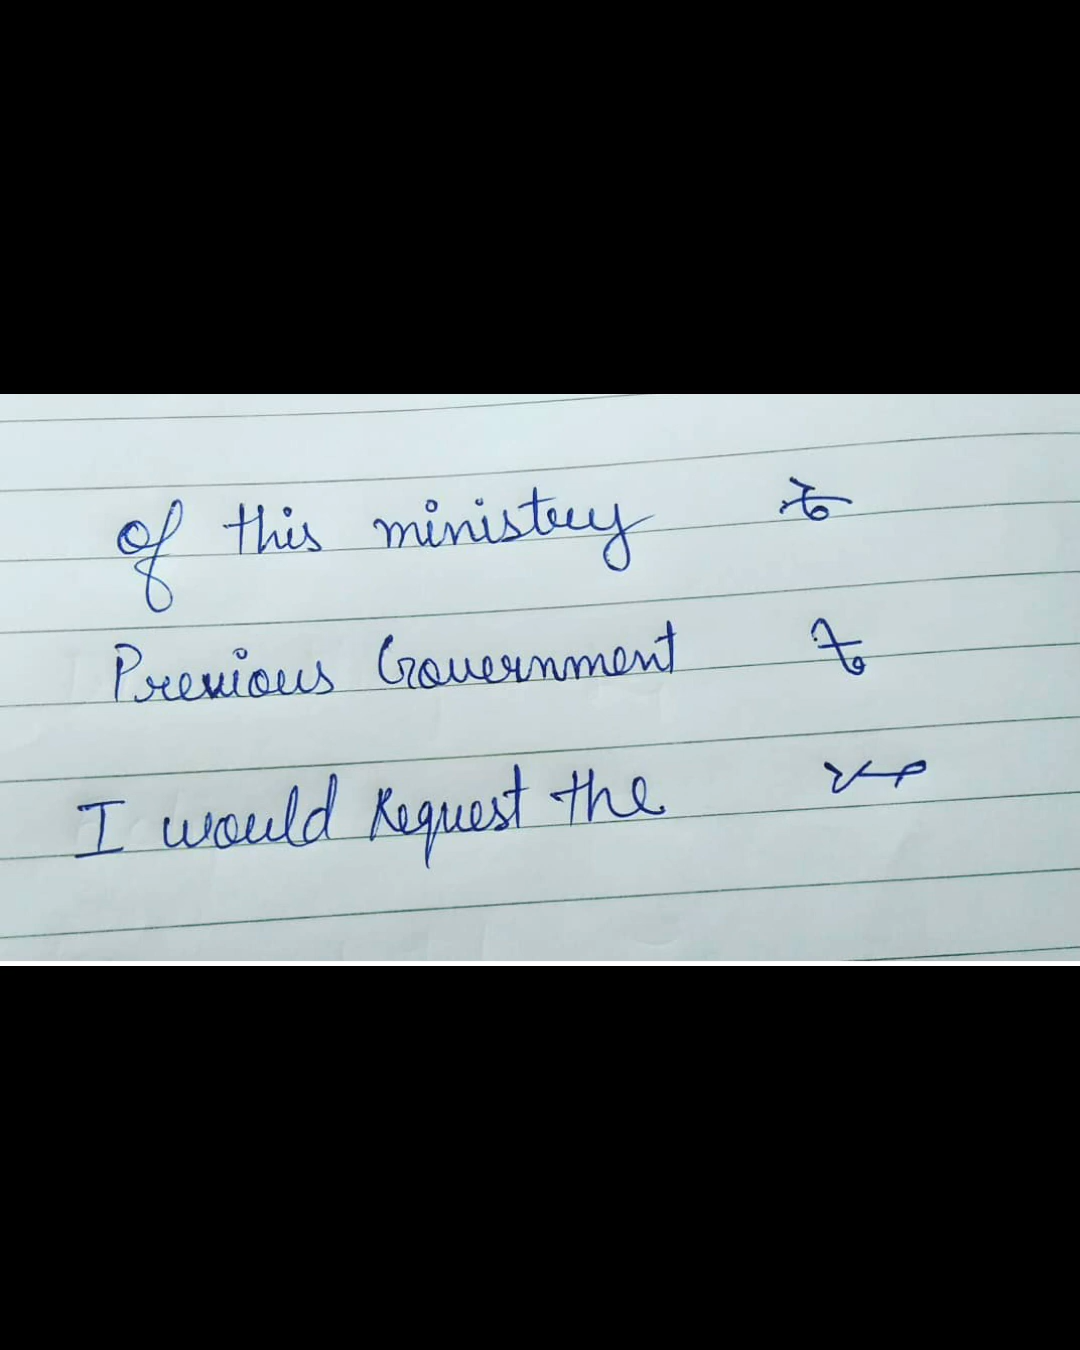 of this ministry
Previous Government
I would Request the